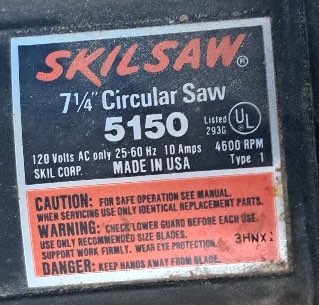 SKILSAW®
7 1/4" Circular Saw
5150
Listed UL
293G
120 Volts AC only 25-60 Hz 10 Amps 4600 RPM
SKIL CORP. MADE IN USA Type 1
CAUTION: FOR SAFE OPERATION SEE MANUAL.
WHEN SERVICING USE ONLY IDENTICAL REPLACEMENT PARTS.
WARNING: CHECK LOWER GUARD BEFORE EACH USE.
USE ONLY RECOMMENDED SIZE BLADES.
SUPPORT WORK FIRMLY. WEAR EYE PROTECTION.
DANGER: KEEP HANDS AWAY FROM BLADE.